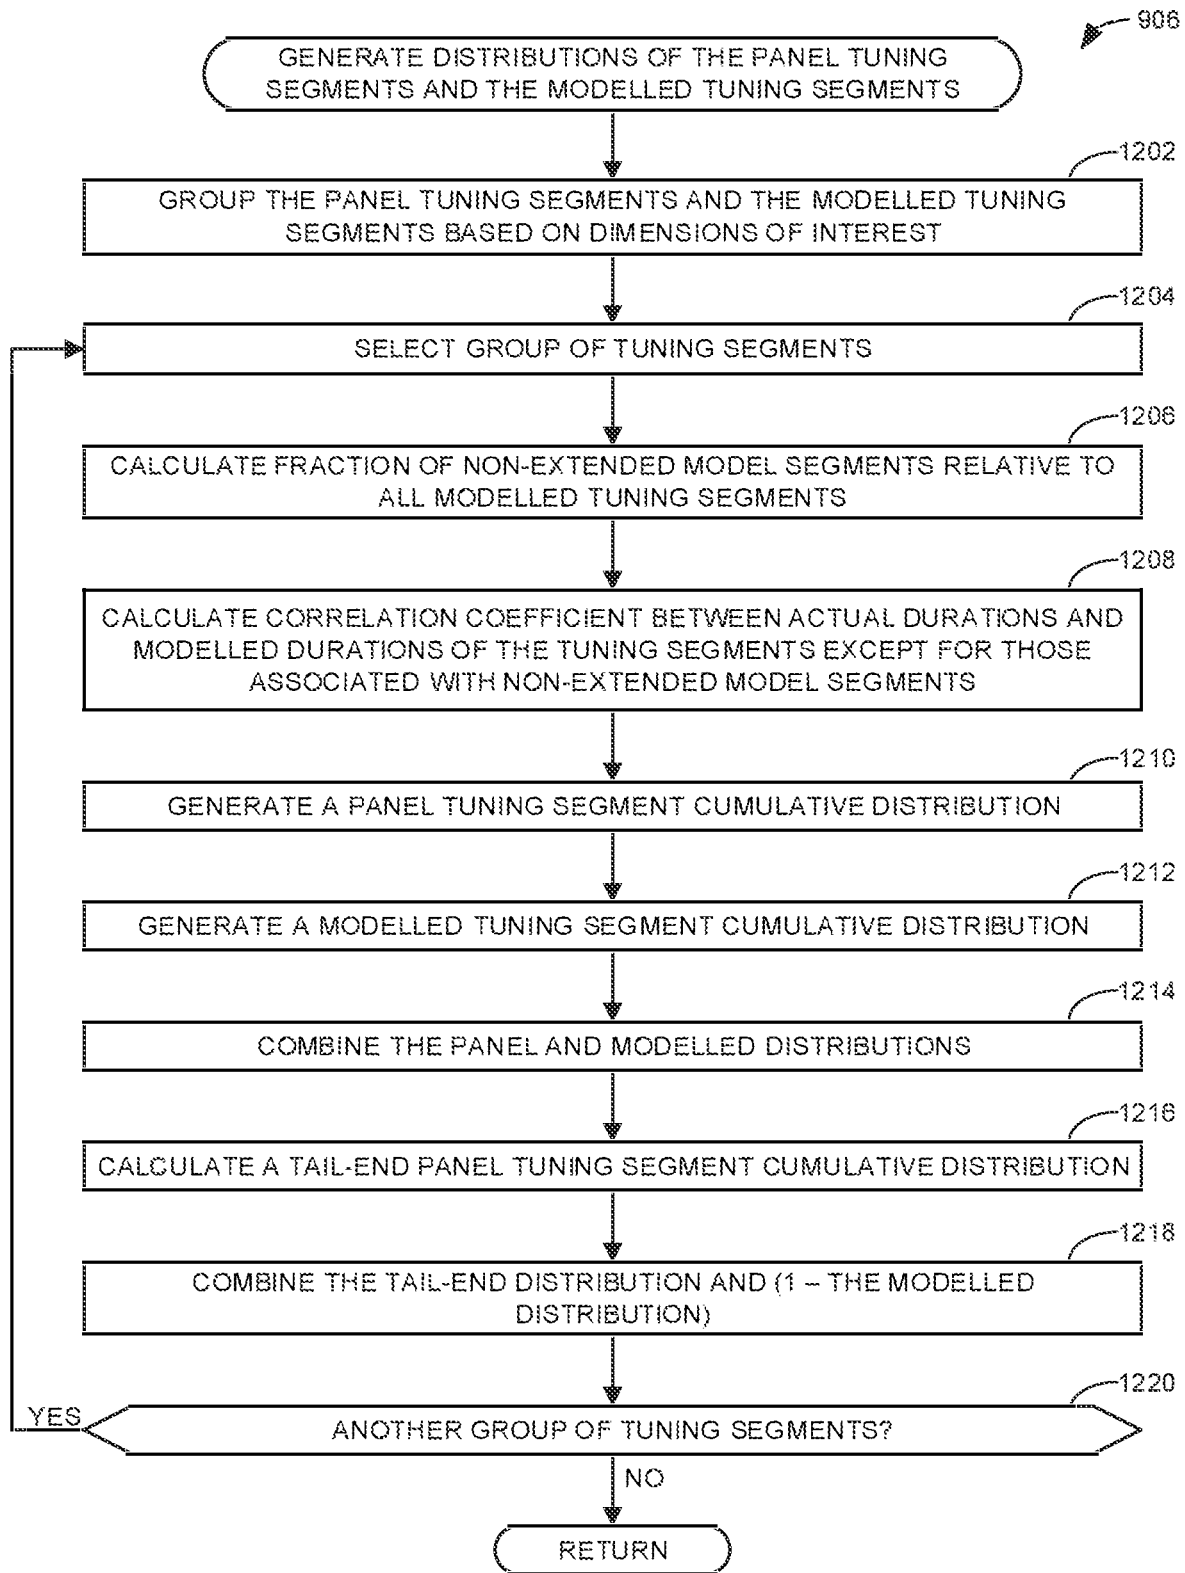 906
GENERATE DISTRIBUTIONS OF THE PANEL TUNING
SEGMENTS AND THE MODELLED TUNING SEGMENTS
1202
GROUP THE PANEL TUNING SEGMENTS AND THE MODELLED TUNING
SEGMENTS BASED ON DIMENSIONS OF INTEREST
1204
SELECT GROUP OF TUNING SEGMENTS
1206
CALCULATE FRACTION OF NON-EXTENDED MODEL SEGMENTS RELATIVE TO
ALL MODELLED TUNING SEGMENTS
1208
CALCULATE CORRELATION COEFFICIENT BETWEEN ACTUAL DURATIONS AND
MODELLED DURATIONS OF THE TUNING SEGMENTS EXCEPT FOR THOSE
ASSOCIATED WITH NON-EXTENDED MODEL SEGMENTS
1210
GENERATE A PANEL TUNING SEGMENT CUMULATIVE DISTRIBUTION
1212
GENERATE A MODELLED TUNING SEGMENT CUMULATIVE DISTRIBUTION
1214
COMBINE THE PANEL AND MODELLED DISTRIBUTIONS
1216
CALCULATE A TAIL-END PANEL TUNING SEGMENT CUMULATIVE DISTRIBUTION
1218
COMBINE THE TAIL-END DISTRIBUTION AND (1 – THE MODELLED
DISTRIBUTION)
1220
YES
ANOTHER GROUP OF TUNING SEGMENTS?
NO
RETURN